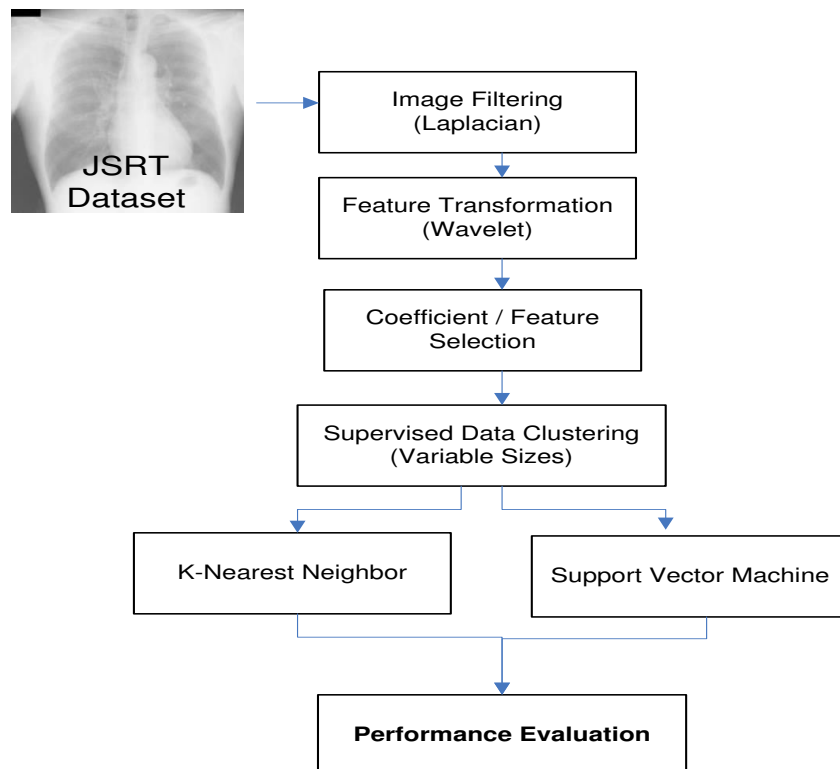 JSRT
Dataset
Image Filtering
(Laplacian)
Feature Transformation
(Wavelet)
Coefficient / Feature
Selection
Supervised Data Clustering
(Variable Sizes)
K-Nearest Neighbor
Support Vector Machine
Performance Evaluation